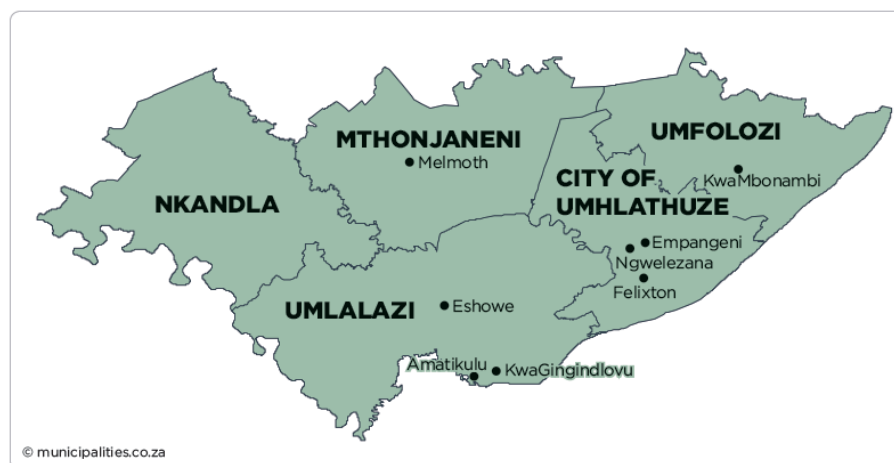 UMFOLOZI
MTHONJANENI
Melmoth
CITY OF
UMHLATHUZE
KwaMbonambi
NKANDLA
Empangeni
Ngwelezana
Felixton
UMLALAZI
Eshowe
Amatikulu
KwaGingindlovu
© municipalities.co.za